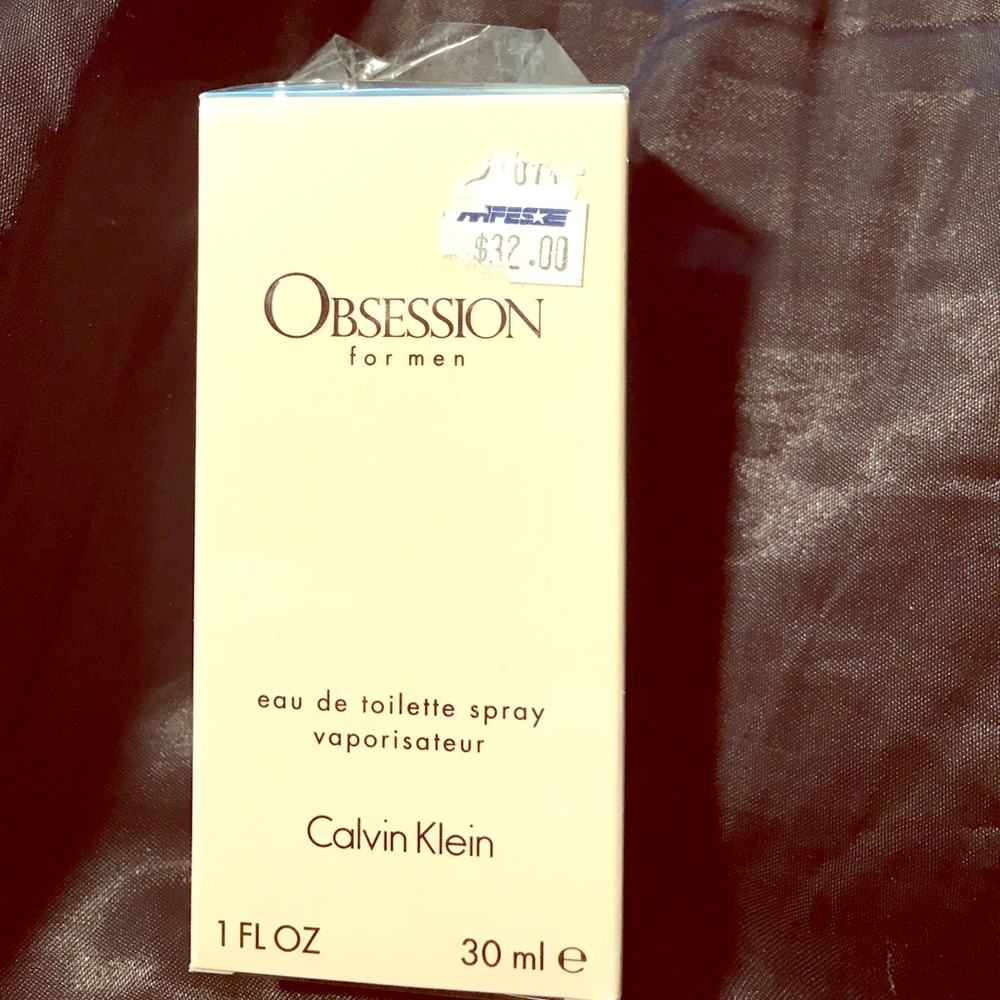 $32.00
OBSESSION
for men
eau de toilette spray
vaporisateur
Calvin Klein
1 FL OZ 30 ml e